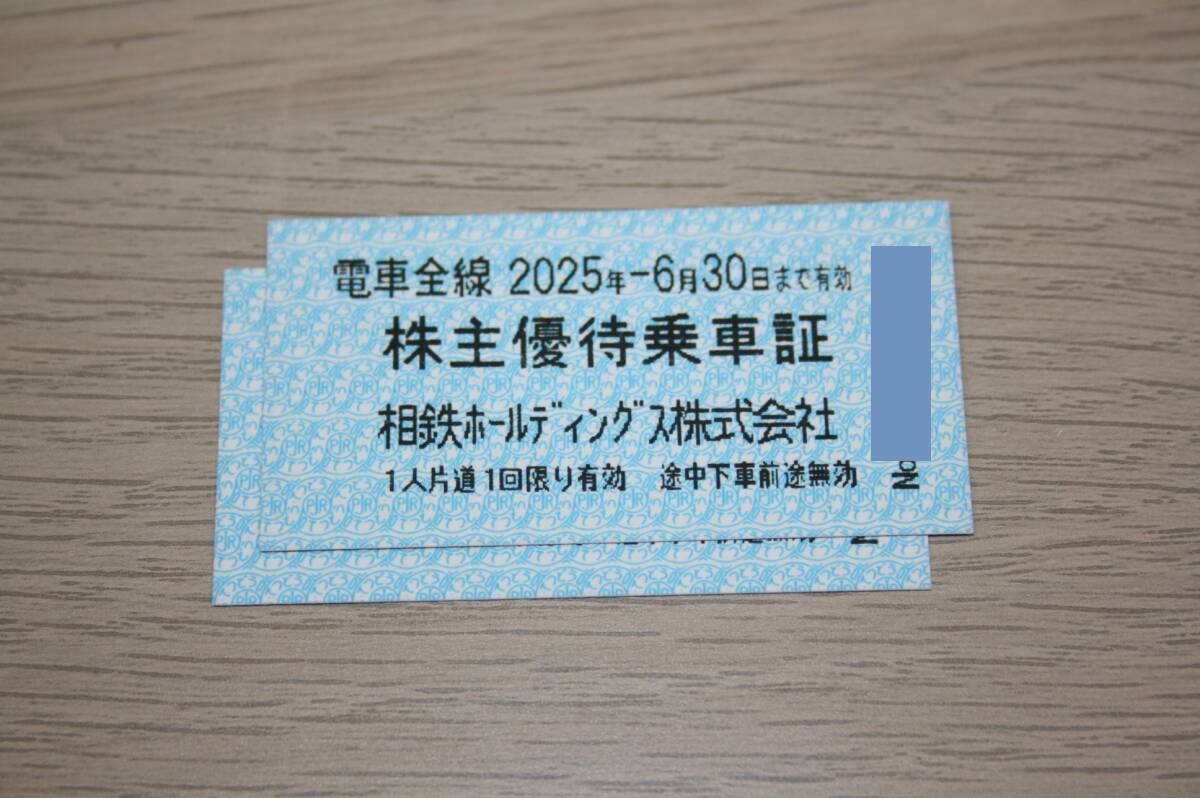 電車全線 2025年-6月30日まで有効
株主優待乗車証
相鉄ホールディングス株式会社
1人片道1回限り有効 途中下車前途無効
No